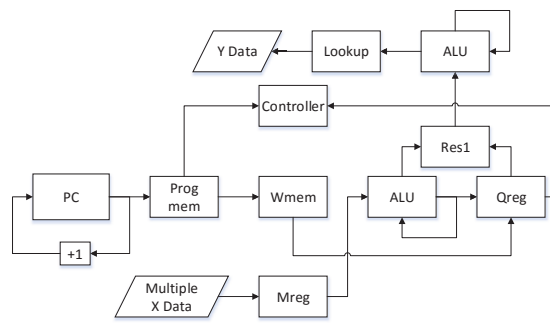 Y Data
Lookup
ALU
Controller
Res1
PC
Prog
mem
Wmem
ALU
Qreg
+1
Multiple
X Data
Mreg